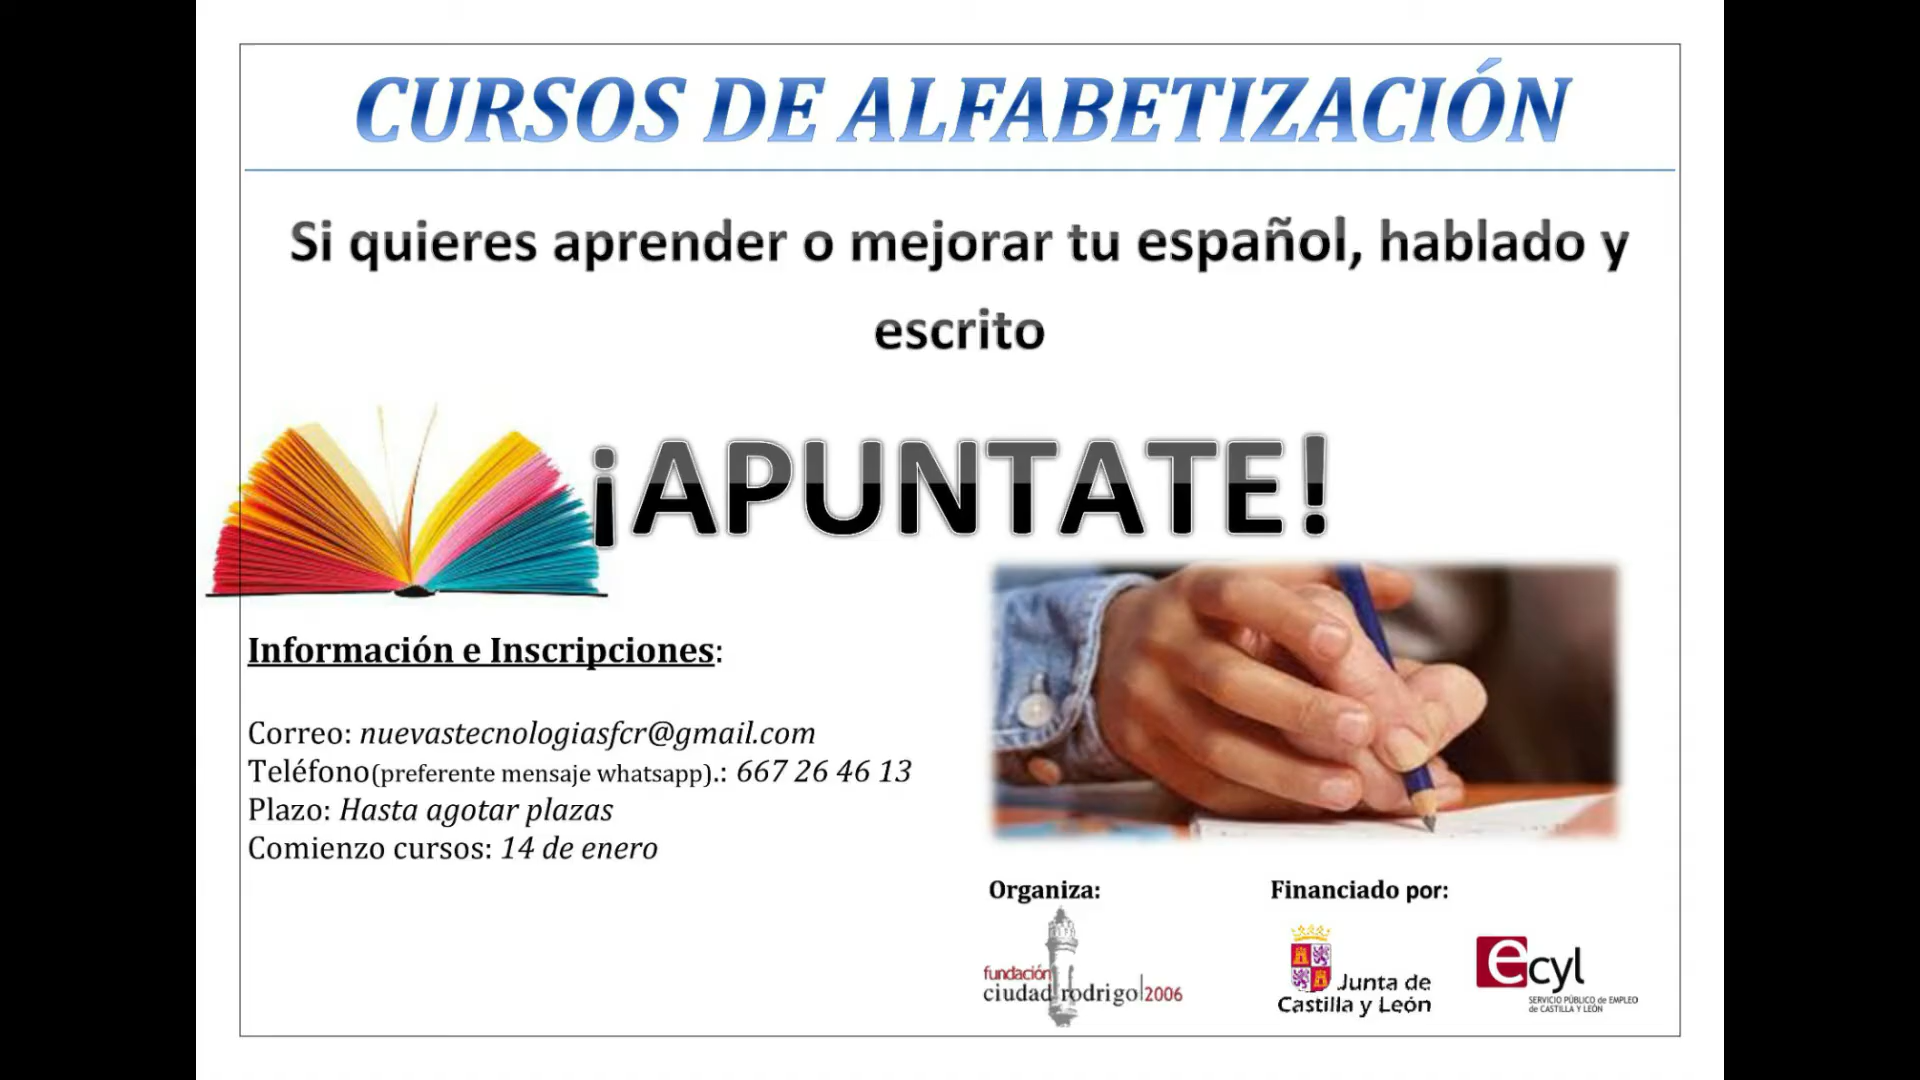 CURSOS DE ALFABETIZACIÓN
Si quieres aprender o mejorar tu español, hablado y
escrito
¡APUNTATE!
Información e Inscripciones:
Correo: nuevastecnologiasfcr@gmail.com
Teléfono(preferente mensaje whatsapp).: 667 26 46 13
Plazo: Hasta agotar plazas
Comienzo cursos: 14 de enero
Organiza:
fundación
ciudad rodrigo|2006
Financiado por:
Junta de
Castilla y León
ecyl
SERVICIO PÚBLICO de EMPLEO
de CASTILLA Y LEÓN